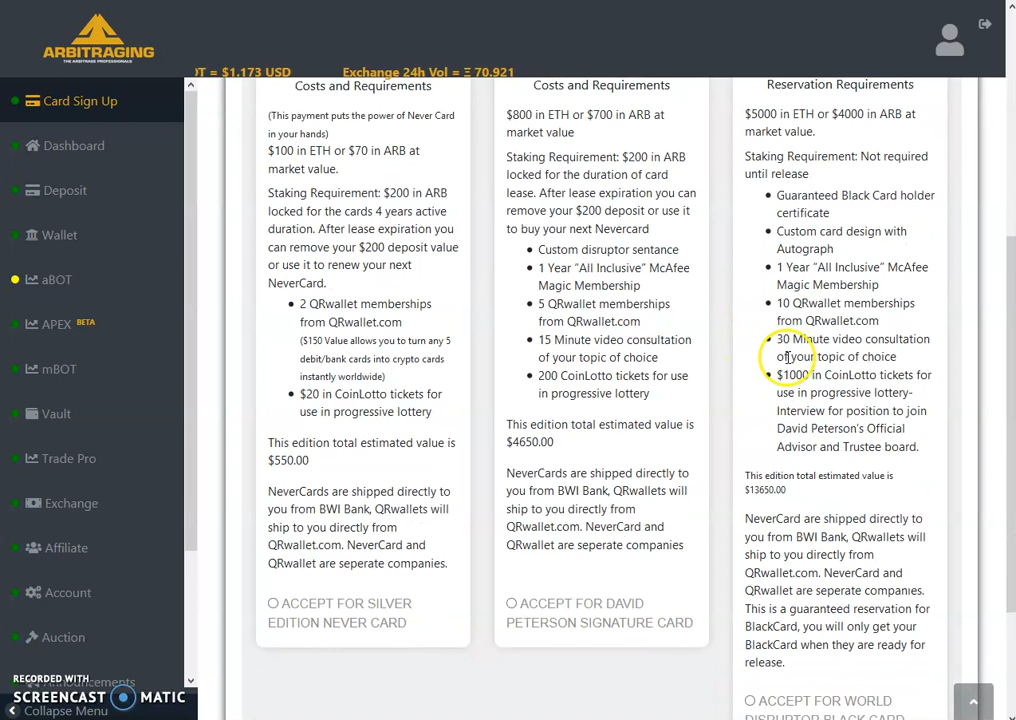 ARBITRAGING
THE ARBITRAGE PROFESSIONALS
OT = $1.173 USD Exchange 24h Vol = Ξ 70.921
Card Sign Up
Dashboard
Deposit
Wallet
aBOT
APEX BETA
mBOT
Vault
Trade Pro
Exchange
Affiliate
Account
Auction
Announcements
Collapse Menu
RECORDED WITH
SCREENCAST MATIC
Costs and Requirements
(This payment puts the power of Never Card
in your hands)
$100 in ETH or $70 in ARB at
market value.
Staking Requirement: $200 in ARB
locked for the cards 4 years active
duration. After lease expiration you
can remove your $200 deposit value
or use it to renew your next
NeverCard.
2 QRwallet memberships
from QRwallet.com
($150 Value allows you to turn any 5
debit/bank cards into crypto cards
instantly worldwide)
$20 in CoinLotto tickets for
use in progressive lottery
This edition total estimated value is
$550.00
NeverCards are shipped directly to
you from BWI Bank, QRwallets will
ship to you directly from
QRwallet.com. NeverCard and
QRwallet are seperate companies.
ACCEPT FOR SILVER
EDITION NEVER CARD
Costs and Requirements
$800 in ETH or $700 in ARB at
market value
Staking Requirement: $200 in ARB
locked for the duration of card
lease. After lease expiration you can
remove your $200 deposit or use it
to buy your next Nevercard
Custom disruptor sentance
1 Year “All Inclusive” McAfee
Magic Membership
5 QRwallet memberships
from QRwallet.com
15 Minute video consultation
of your topic of choice
200 CoinLotto tickets for use
in progressive lottery
This edition total estimated value is
$4650.00
NeverCards are shipped directly to
you from BWI Bank, QRwallets will
ship to you directly from
QRwallet.com. NeverCard and
QRwallet are seperate companies
ACCEPT FOR DAVID
PETERSON SIGNATURE CARD
Reservation Requirements
$5000 in ETH or $4000 in ARB at
market value.
Staking Requirement: Not required
until release
Guaranteed Black Card holder
certificate
Custom card design with
Autograph
1 Year “All Inclusive” McAfee
Magic Membership
10 QRwallet memberships
from QRwallet.com
30 Minute video consultation
of your topic of choice
$1000 in CoinLotto tickets for
use in progressive lottery-
Interview for position to join
David Peterson's Official
Advisor and Trustee board.
This edition total estimated value is
$13650.00
NeverCard are shipped directly to
you from BWI Bank, QRwallets will
ship to you directly from
QRwallet.com. NeverCard and
QRwallet are seperate companies.
This is a guaranteed reservation for
BlackCard, you will only get your
BlackCard when they are ready for
release.
ACCEPT FOR WORLD
DISRUPTOR BLACK CARD